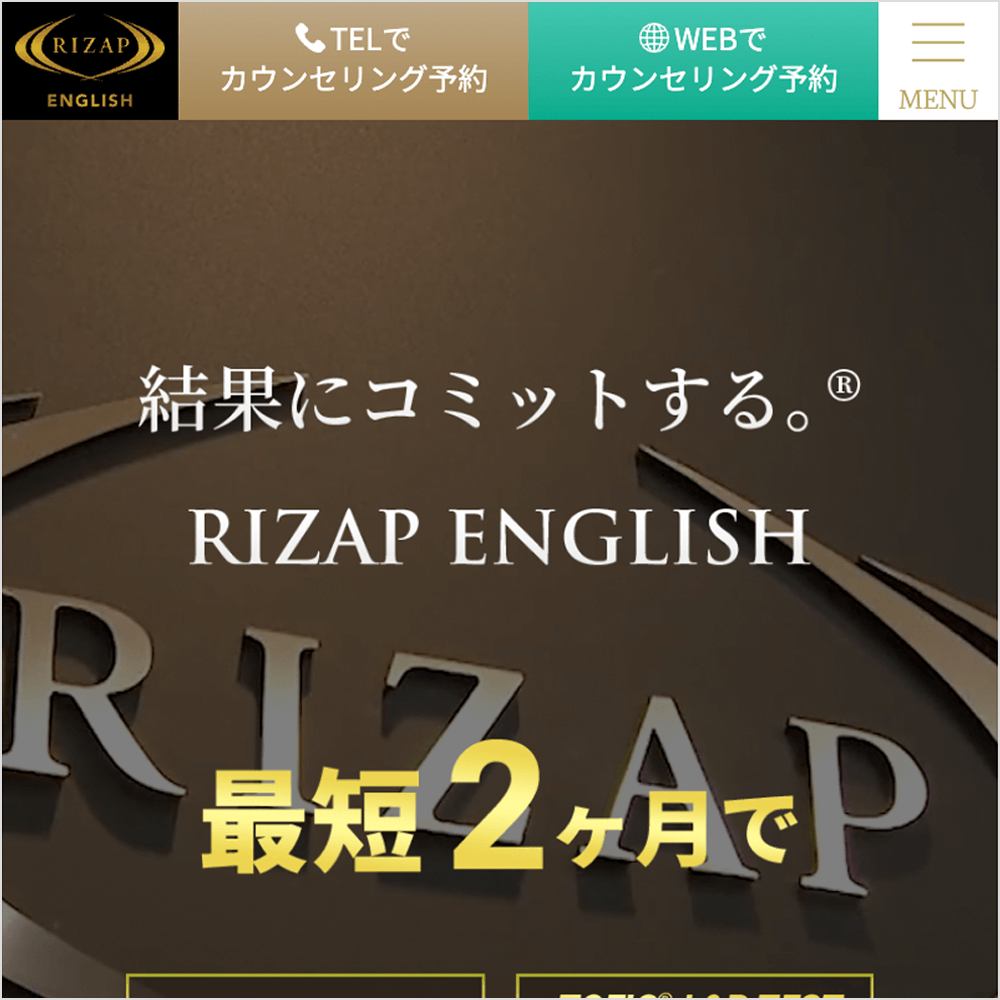 RIZAP
ENGLISH
TELで
カウンセリング予約
WEBで
カウンセリング予約
MENU
結果にコミットする。®
RIZAP ENGLISH
RIZAP
最短2ヶ月で
TOEIC® L&R TEST